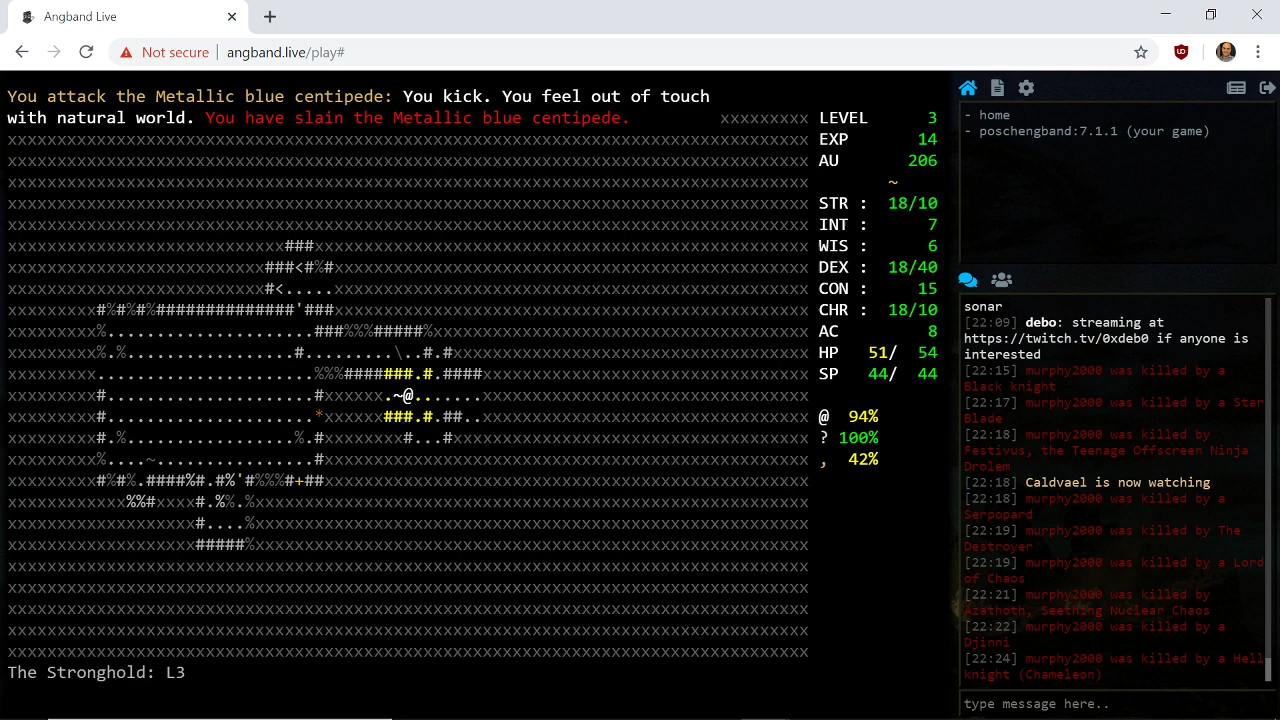 Angband Live
Not secure
angband.live/play#
You attack the Metallic blue centipede: You kick. You feel out of touch
with natural world. You have slain the Metallic blue centipede.
LEVEL 3
EXP 14
AU 206
~
STR : 18/10
INT : 7
WIS : 6
DEX : 18/40
CON : 15
CHR : 18/10
AC 8
HP 51/ 54
SP 44/ 44
@ 94%
? 100%
, 42%
The Stronghold: L3
- home
- poschengband:7.1.1 (your game)
sonar
[22:09] debo: streaming at
https://twitch.tv/0xdeb0 if anyone is
interested
[22:15] murphy2000 was killed by a
Black knight
[22:17] murphy2000 was killed by a Star
Blade
[22:18] murphy2000 was killed by
Festivus, the Teenage Offscreen Ninja
Drolem
[22:18] Caldvael is now watching
[22:18] murphy2000 was killed by a
Serpopard
[22:19] murphy2000 was killed by The
Destroyer
[22:19] murphy2000 was killed by a Lord
of Chaos
[22:21] murphy2000 was killed by
Azathoth, Seething Nuclear Chaos
[22:22] murphy2000 was killed by a
Djinni
[22:24] murphy2000 was killed by a Hell
knight (Chameleon)
type message here..